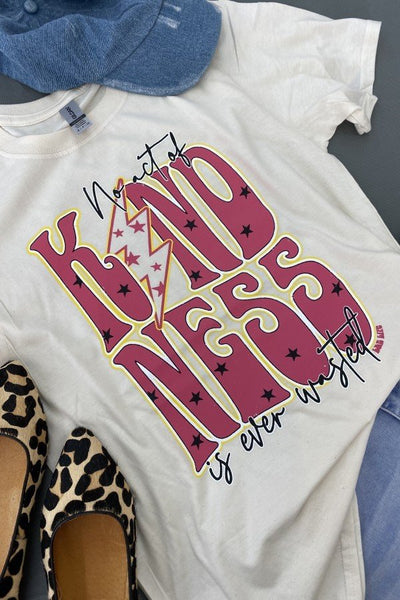 No act of
KIND
NESS
is ever wasted